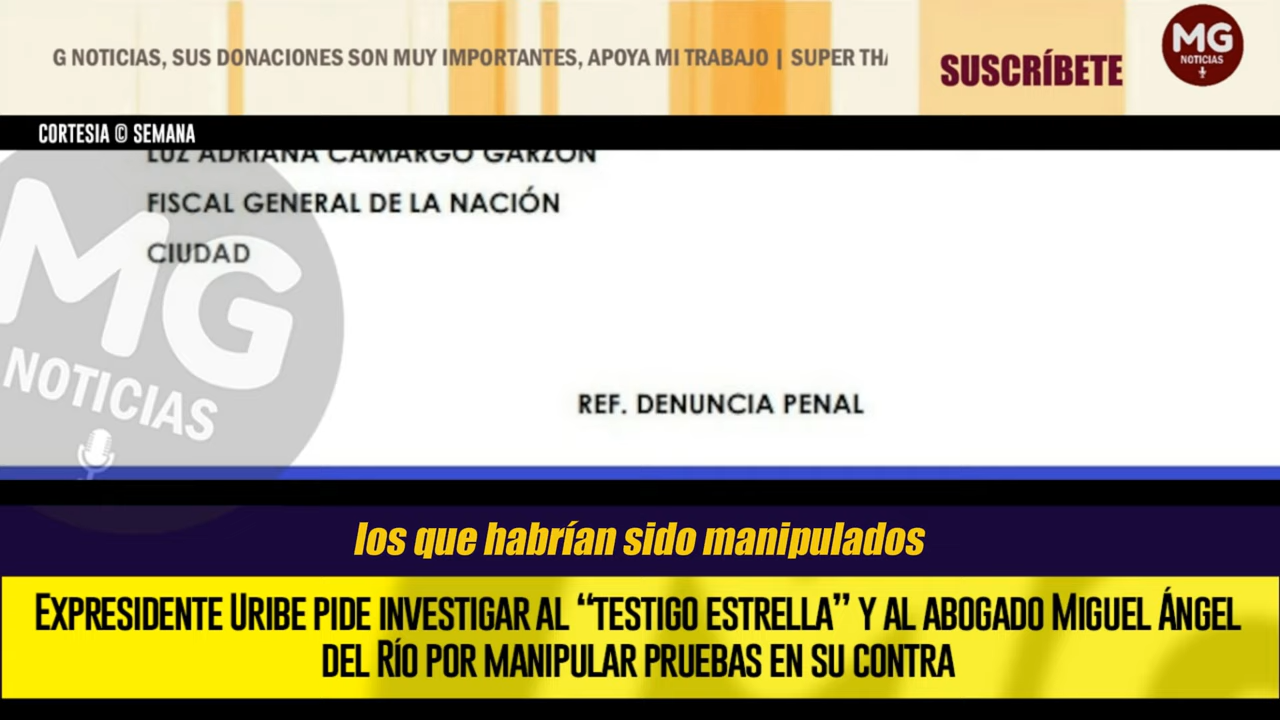 G NOTICIAS, SUS DONACIONES SON MUY IMPORTANTES, APOYA MI TRABAJO | SUPER THA
SUSCRÍBETE
MG
NOTICIAS
CORTESIA © SEMANA
LUZ ADRIANA CAMARGO GARZON
FISCAL GENERAL DE LA NACIÓN
CIUDAD
MG
NOTICIAS
REF. DENUNCIA PENAL
los que habrían sido manipulados
EXPRESIDENTE URIBE PIDE INVESTIGAR AL “TESTIGO ESTRELLA” Y AL ABOGADO MIGUEL ÁNGEL
DEL RÍO POR MANIPULAR PRUEBAS EN SU CONTRA